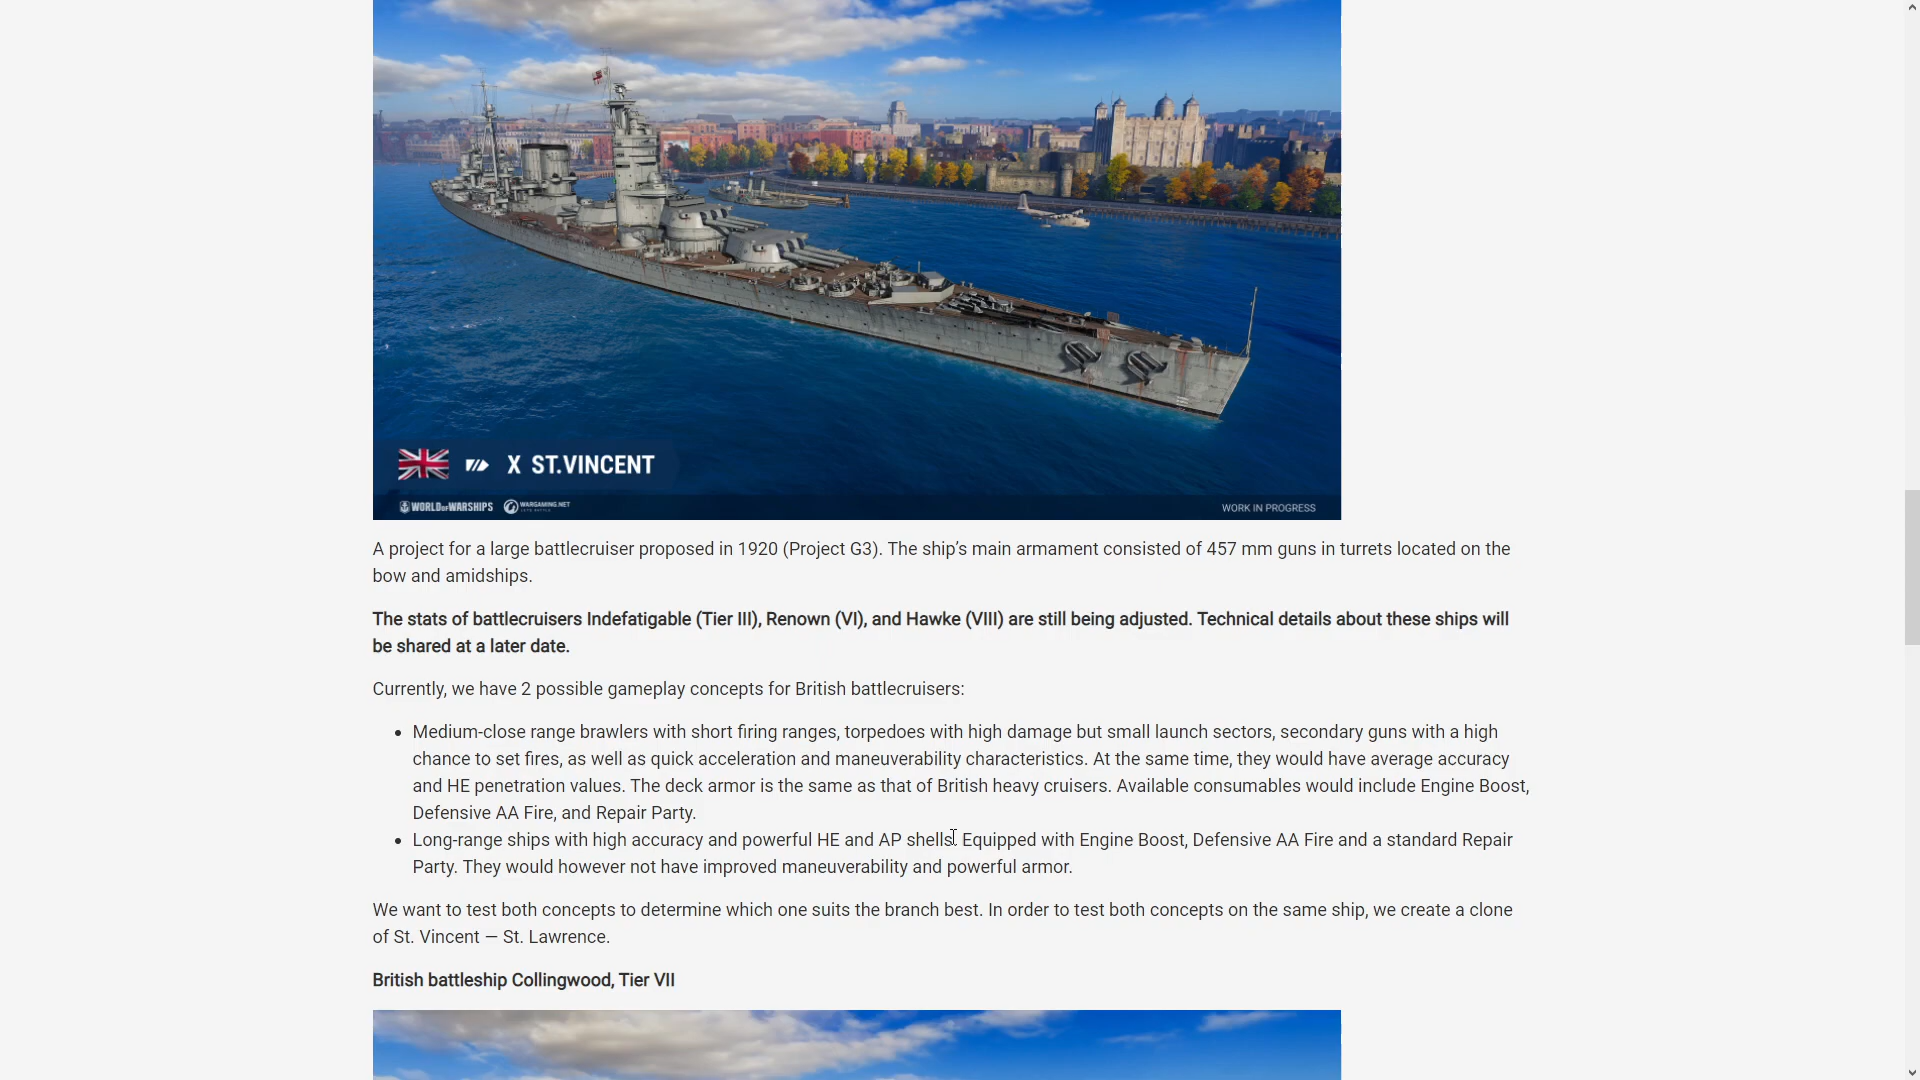 X ST.VINCENT
WORLD OF WARSHIPS WARGAMING.NET
WORK IN PROGRESS
A project for a large battlecruiser proposed in 1920 (Project G3). The ship’s main armament consisted of 457 mm guns in turrets located on the
bow and amidships.
The stats of battlecruisers Indefatigable (Tier III), Renown (VI), and Hawke (VIII) are still being adjusted. Technical details about these ships will
be shared at a later date.
Currently, we have 2 possible gameplay concepts for British battlecruisers:
• Medium-close range brawlers with short firing ranges, torpedoes with high damage but small launch sectors, secondary guns with a high
chance to set fires, as well as quick acceleration and maneuverability characteristics. At the same time, they would have average accuracy
and HE penetration values. The deck armor is the same as that of British heavy cruisers. Available consumables would include Engine Boost,
Defensive AA Fire, and Repair Party.
• Long-range ships with high accuracy and powerful HE and AP shells. Equipped with Engine Boost, Defensive AA Fire and a standard Repair
Party. They would however not have improved maneuverability and powerful armor.
We want to test both concepts to determine which one suits the branch best. In order to test both concepts on the same ship, we create a clone
of St. Vincent — St. Lawrence.
British battleship Collingwood, Tier VII